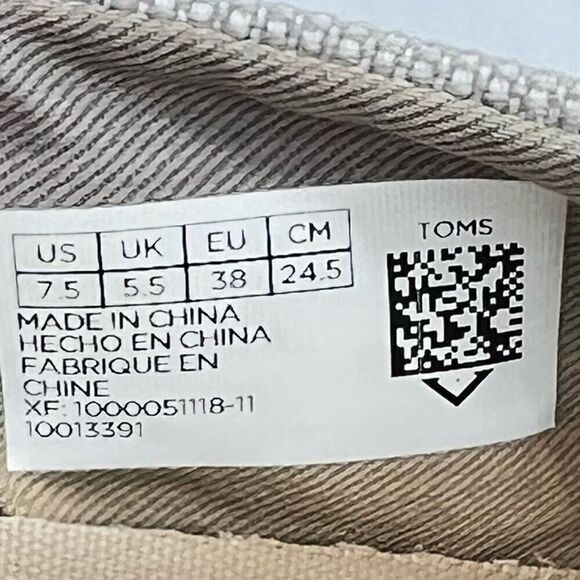 US UK EU CM
7.5 5.5 38 24.5
MADE IN CHINA
HECHO EN CHINA
FABRIQUE EN
CHINE
XF: 1000051118-11
10013391
TOMS